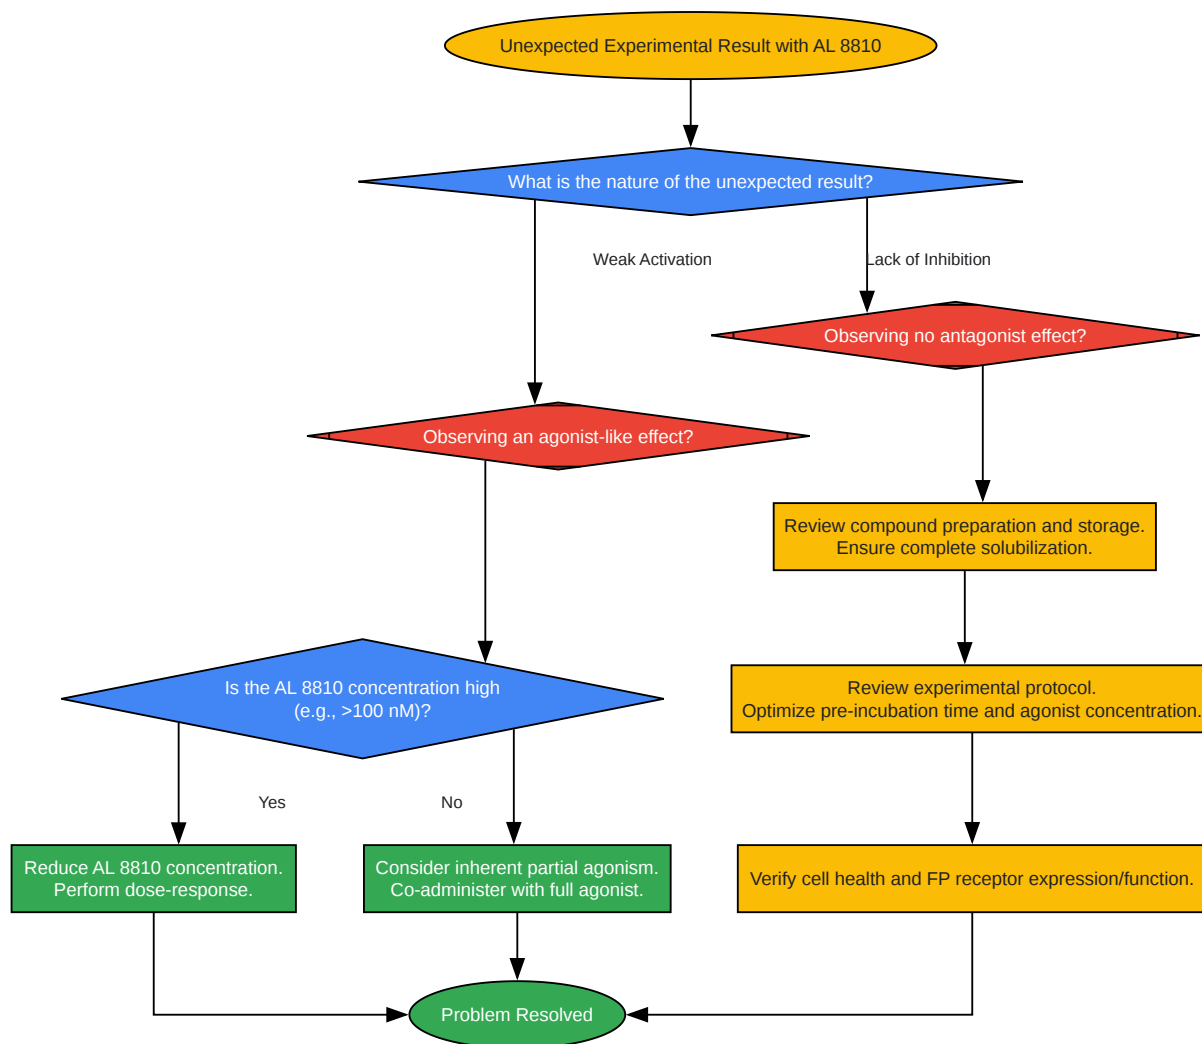 Unexpected Experimental Result with AL 8810
What is the nature of the unexpected result?
Weak Activation
Lack of Inhibition
Observing no antagonist effect?
Observing an agonist-like effect?
Review compound preparation and storage.
Ensure complete solubilization.
Is the AL 8810 concentration high
(e.g., >100 nM)?
Review experimental protocol.
Optimize pre-incubation time and agonist concentration.
Yes
No
Reduce AL 8810 concentration.
Perform dose-response.
Consider inherent partial agonism.
Co-administer with full agonist.
Verify cell health and FP receptor expression/function.
Problem Resolved